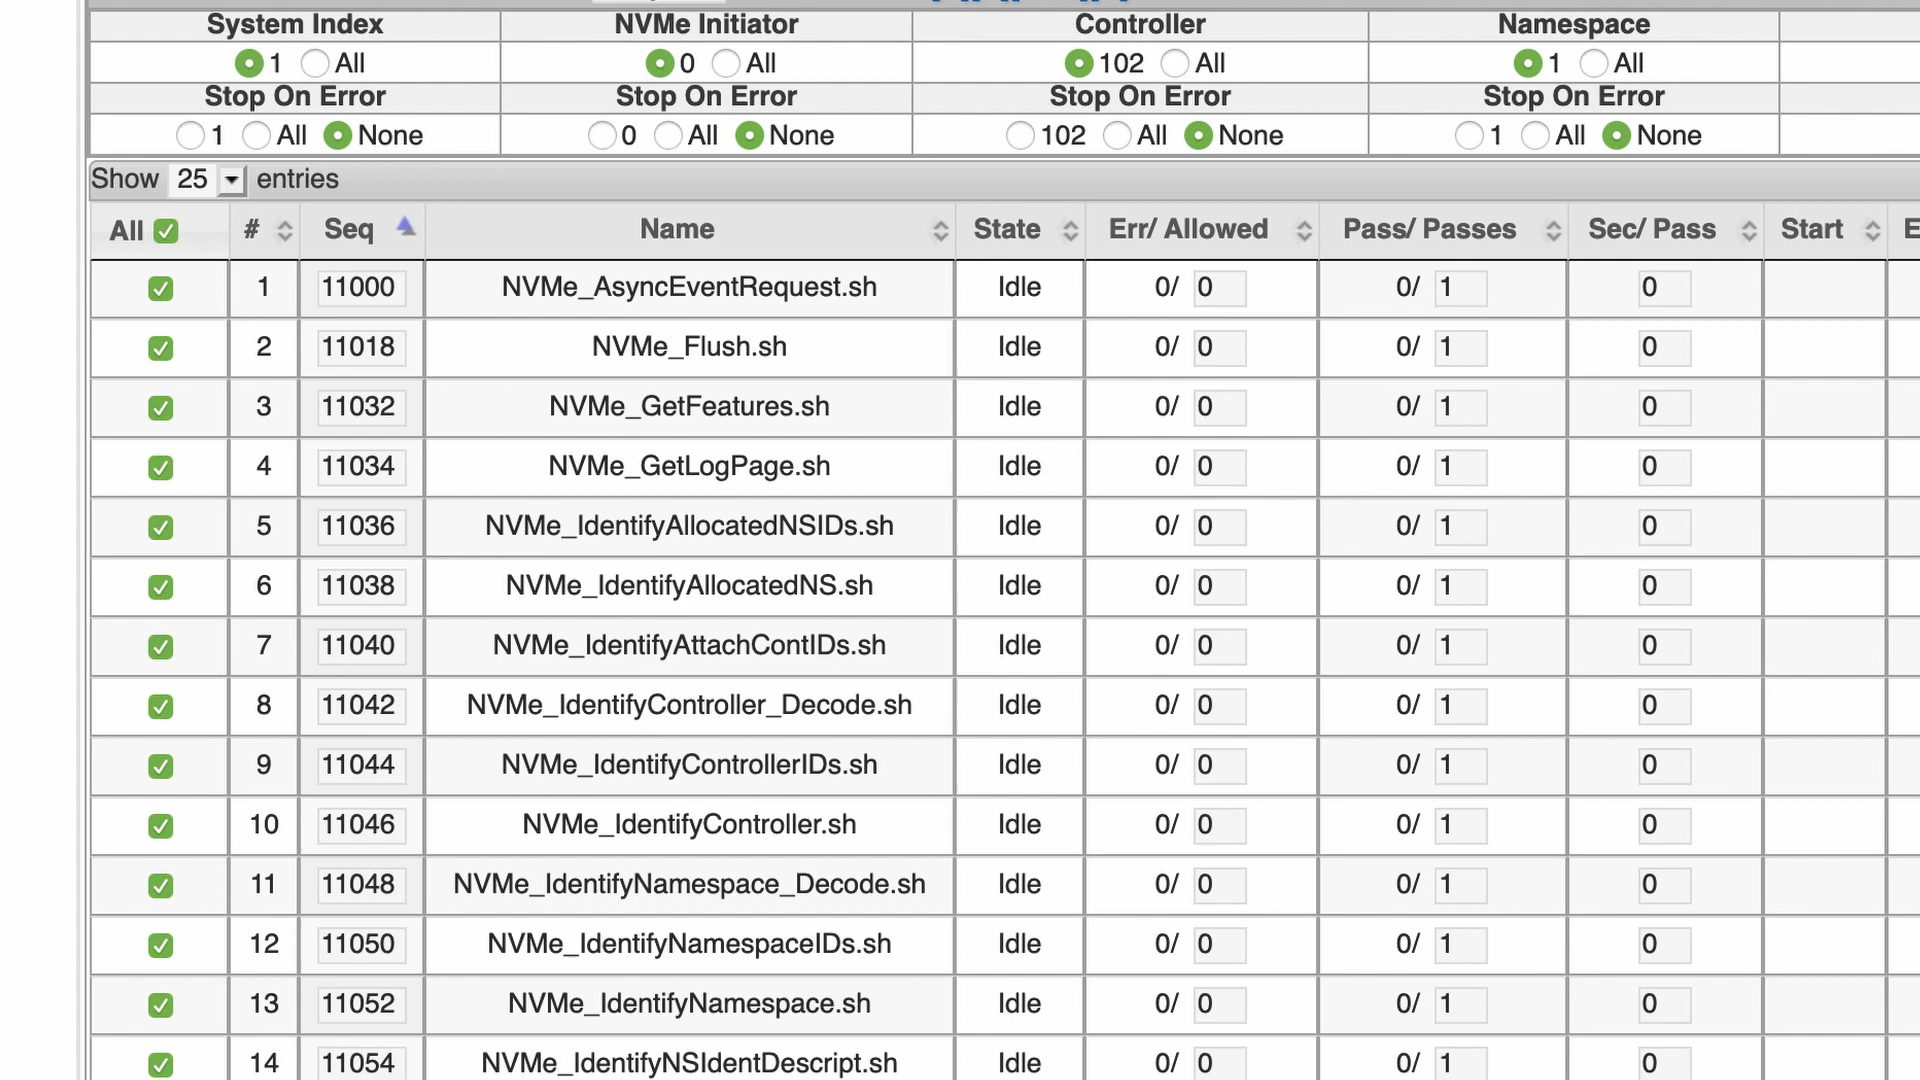 System Index NVMe Initiator Controller Namespace
1 All 0 All 102 All 1 All
Stop On Error Stop On Error Stop On Error Stop On Error
1 All None 0 All None 102 All None 1 All None
Show 25 entries
All # Seq Name State Err/ Allowed Pass/ Passes Sec/ Pass Start E
1 11000 NVMe_AsyncEventRequest.sh Idle 0/ 0 0/ 1 0
2 11018 NVMe_Flush.sh Idle 0/ 0 0/ 1 0
3 11032 NVMe_GetFeatures.sh Idle 0/ 0 0/ 1 0
4 11034 NVMe_GetLogPage.sh Idle 0/ 0 0/ 1 0
5 11036 NVMe_IdentifyAllocatedNSIDs.sh Idle 0/ 0 0/ 1 0
6 11038 NVMe_IdentifyAllocatedNS.sh Idle 0/ 0 0/ 1 0
7 11040 NVMe_IdentifyAttachContIDs.sh Idle 0/ 0 0/ 1 0
8 11042 NVMe_IdentifyController_Decode.sh Idle 0/ 0 0/ 1 0
9 11044 NVMe_IdentifyControllerIDs.sh Idle 0/ 0 0/ 1 0
10 11046 NVMe_IdentifyController.sh Idle 0/ 0 0/ 1 0
11 11048 NVMe_IdentifyNamespace_Decode.sh Idle 0/ 0 0/ 1 0
12 11050 NVMe_IdentifyNamespaceIDs.sh Idle 0/ 0 0/ 1 0
13 11052 NVMe_IdentifyNamespace.sh Idle 0/ 0 0/ 1 0
14 11054 NVMe_IdentifyNSIdentDescript.sh Idle 0/ 0 0/ 1 0